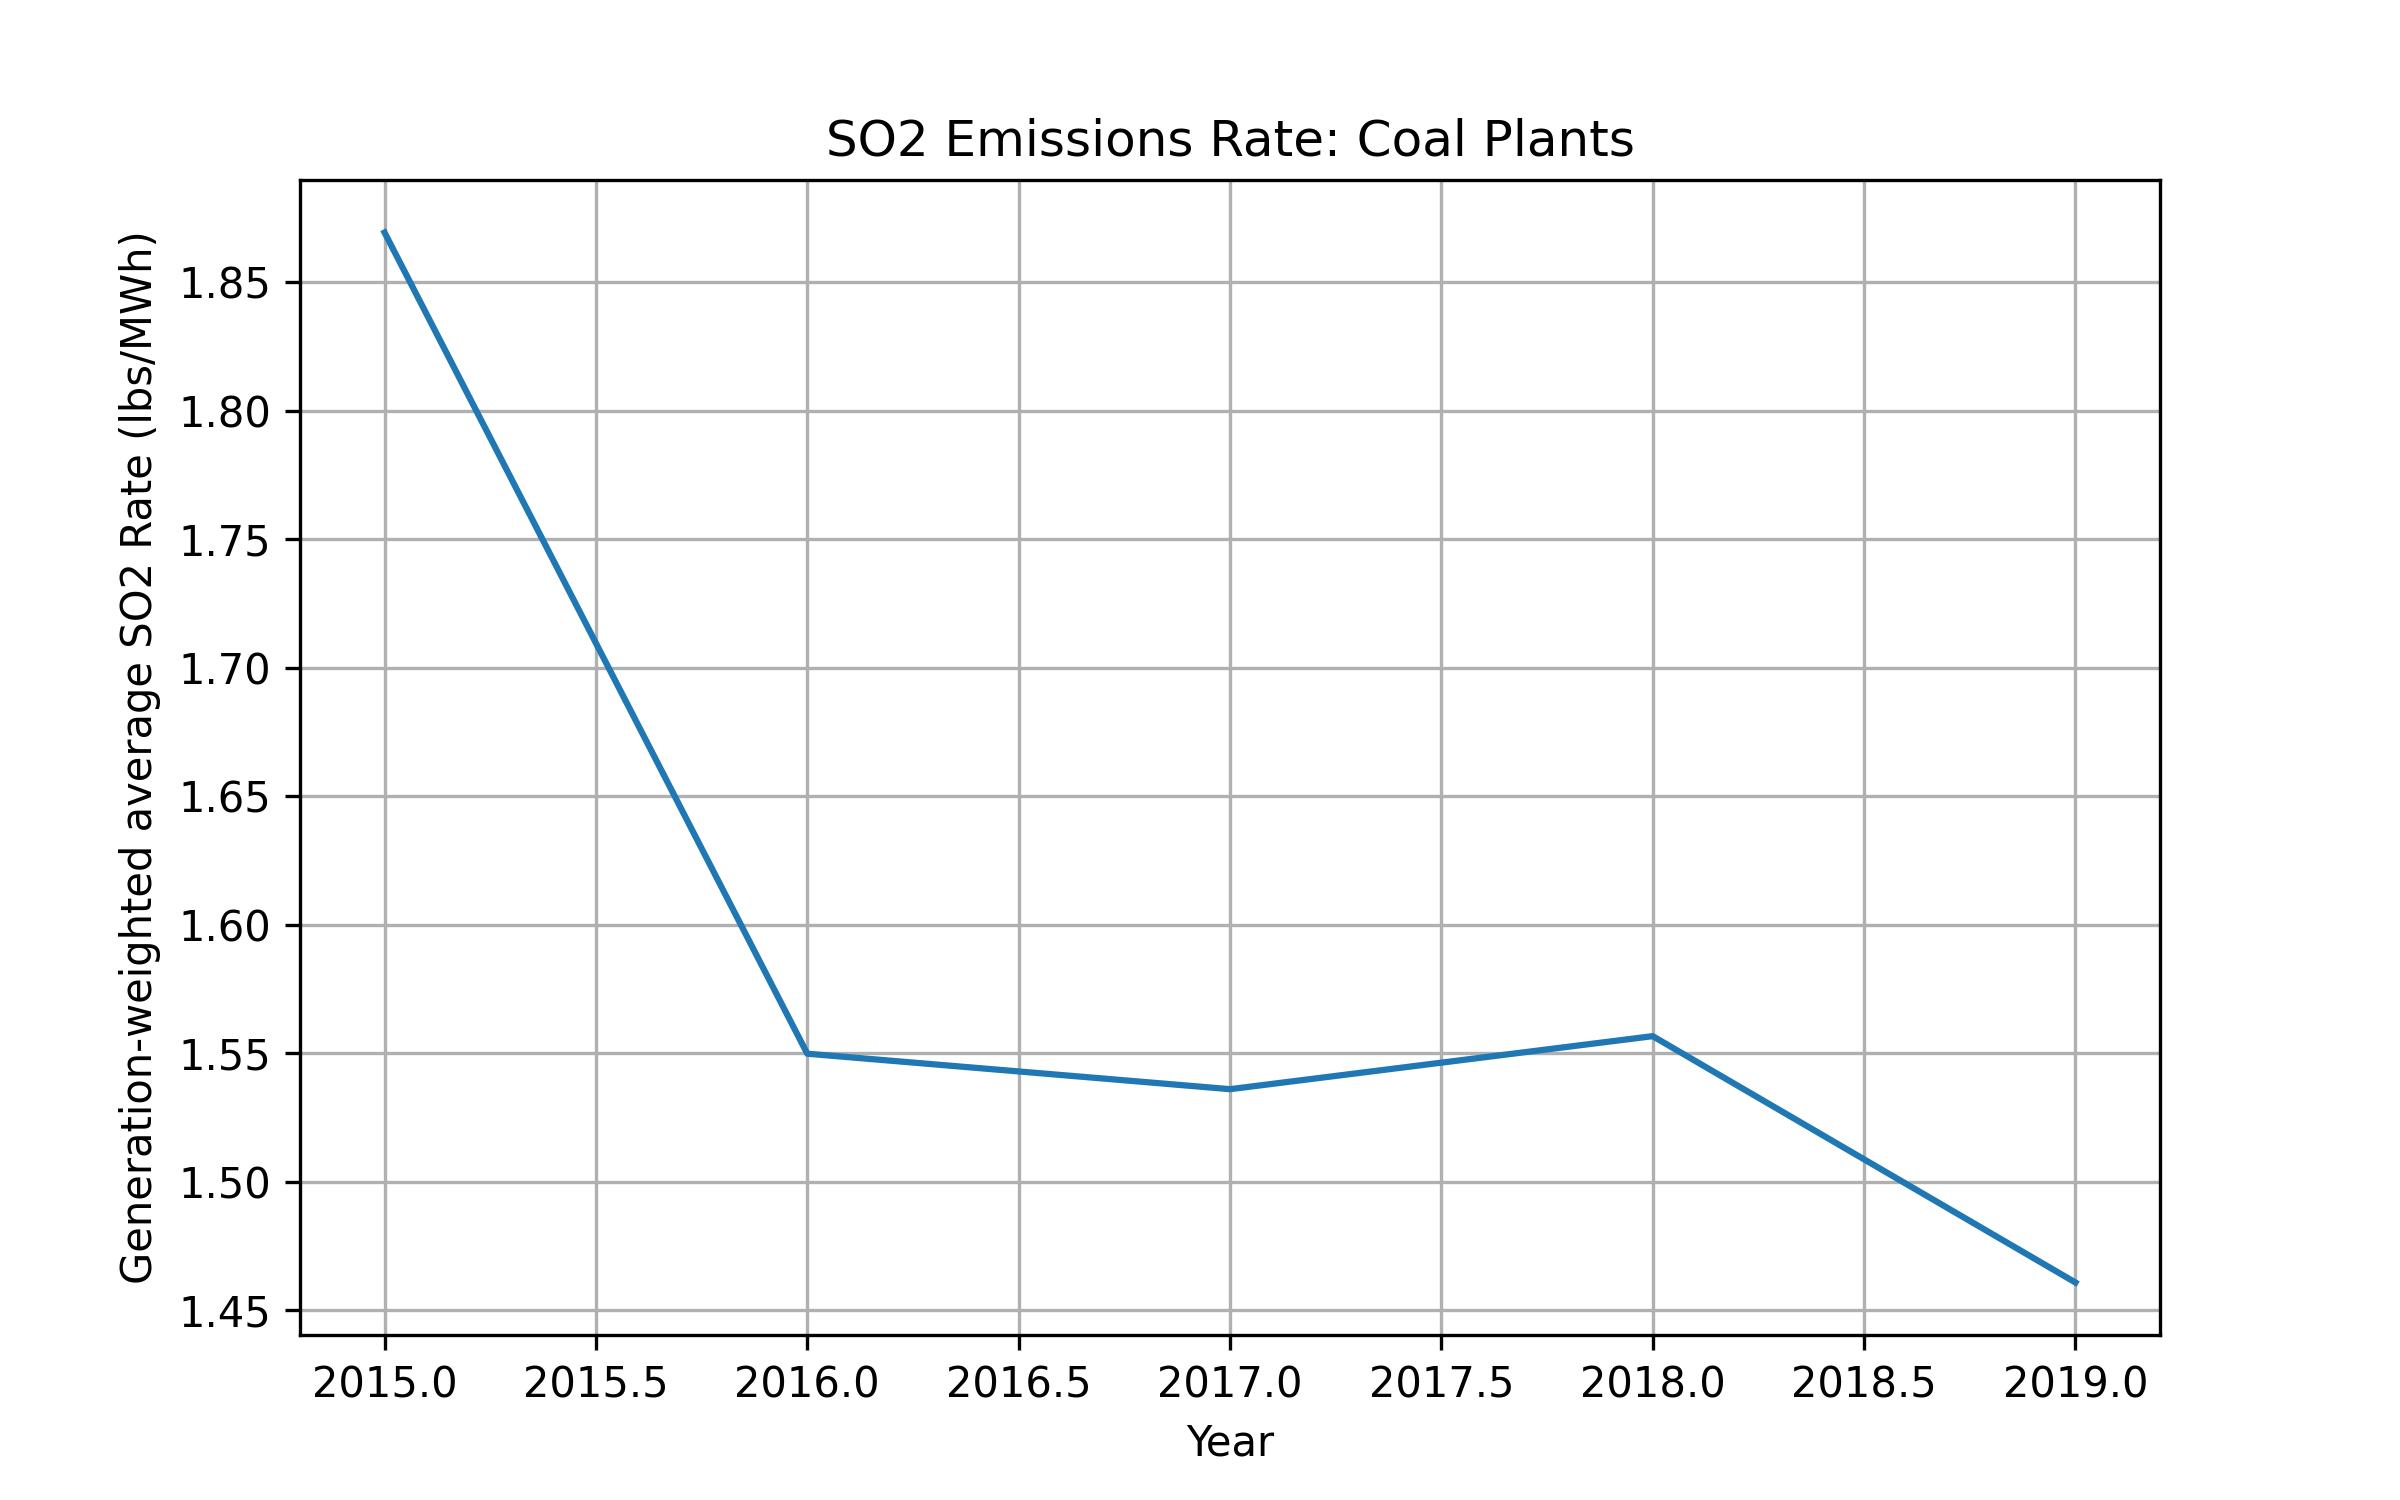 SO2 Emissions Rate: Coal Plants
Generation-weighted average SO2 Rate (lbs/MWh)
1.85
1.80
1.75
1.70
1.65
1.60
1.55
1.50
1.45
2015.0 2015.5 2016.0 2016.5 2017.0 2017.5 2018.0 2018.5 2019.0
Year